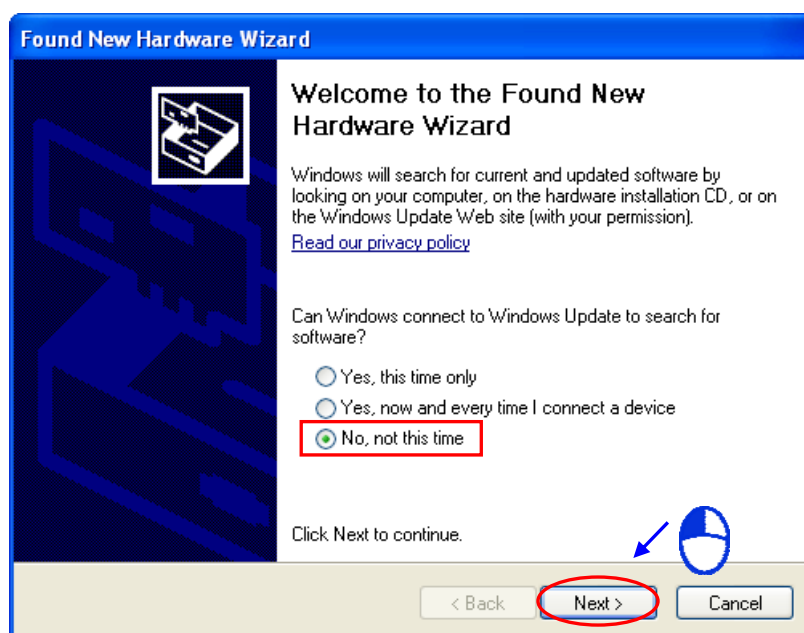 Found New Hardware Wizard
Welcome to the Found New
Hardware Wizard
Windows will search for current and updated software by
looking on your computer, on the hardware installation CD, or on
the Windows Update Web site (with your permission).
Read our privacy policy
Can Windows connect to Windows Update to search for
software?
Yes, this time only
Yes, now and every time I connect a device
No, not this time
Click Next to continue.
< Back
Next >
Cancel